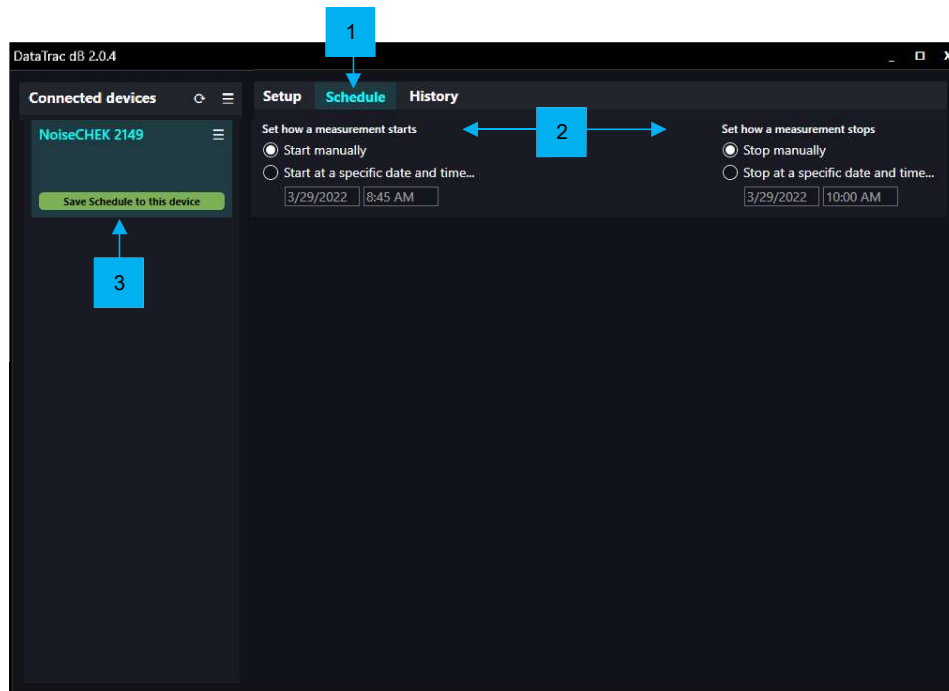 1
DataTrac dB 2.0.4
Connected devices
Setup Schedule History
NoiseCHEK 2149
Save Schedule to this device
3
Set how a measurement starts
Start manually
Start at a specific date and time...
3/29/2022 8:45 AM
2
Set how a measurement stops
Stop manually
Stop at a specific date and time...
3/29/2022 10:00 AM